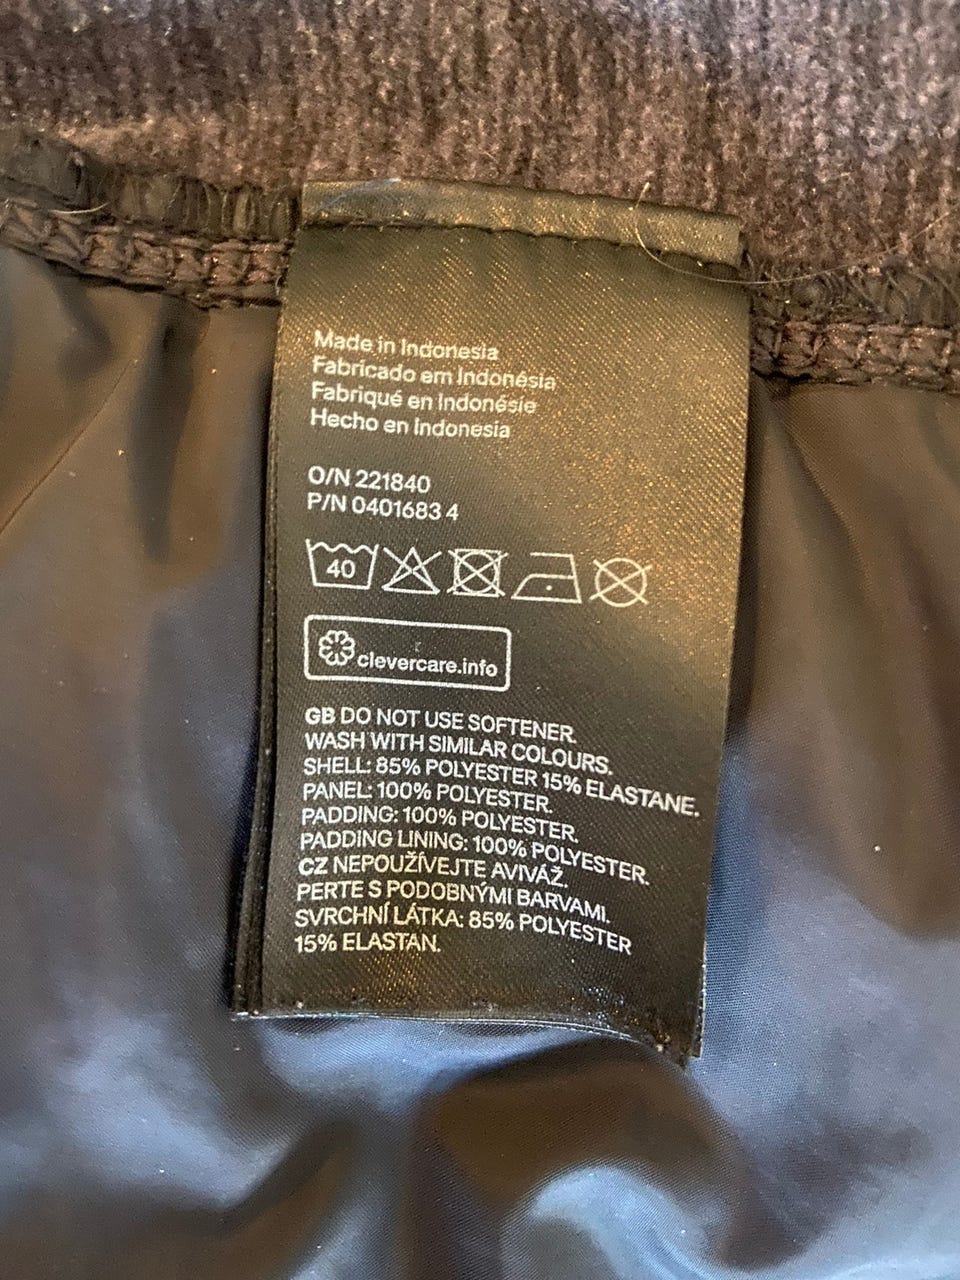 Made in Indonesia
Fabricado em Indonésia
Fabriqué en Indonésie
Hecho en Indonesia
O/N 221840
P/N 0401683 4
40
clevercare.info
GB DO NOT USE SOFTENER.
WASH WITH SIMILAR COLOURS.
SHELL: 85% POLYESTER 15% ELASTANE.
PANEL: 100% POLYESTER.
PADDING: 100% POLYESTER.
PADDING LINING: 100% POLYESTER.
CZ NEPOUŽÍVEJTE AVIVÁŽ.
PERTE S PODOBNÝMI BARVAMI.
SVRCHNÍ LÁTKA: 85% POLYESTER
15% ELASTAN.